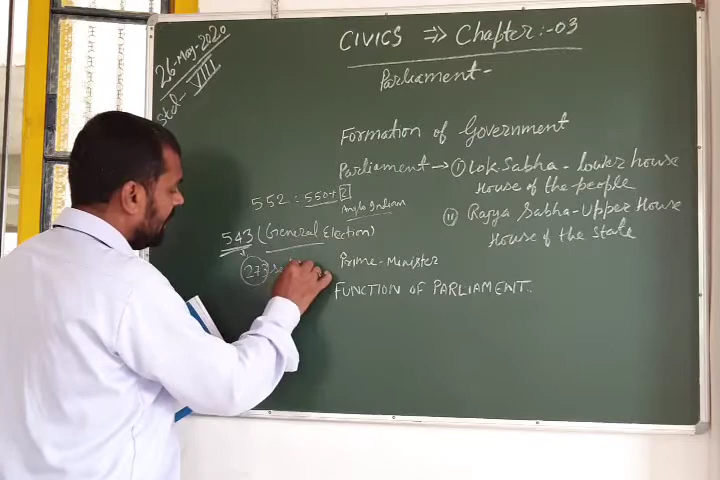 26-May-2020
Std- VIII
CIVICS ⇒ Chapter:-03
Parliament-
Formation of Government
Parliament → (i) Lok Sabha - lower house
House of the people
(ii) Rajya Sabha - Upper House
House of the State
552 = 550+2
Anglo Indian
543 (General Election)
273
Prime-Minister
FUNCTION OF PARLIAMENT.